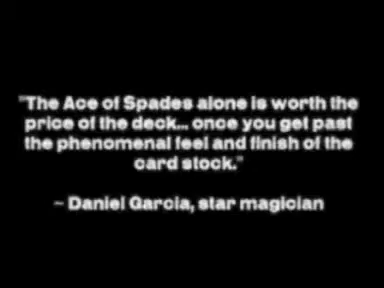 "The Ace of Spades alone is worth the
price of the deck... once you get past
the phenomenal feel and finish of the
card stock."
~ Daniel Garcia, star magician